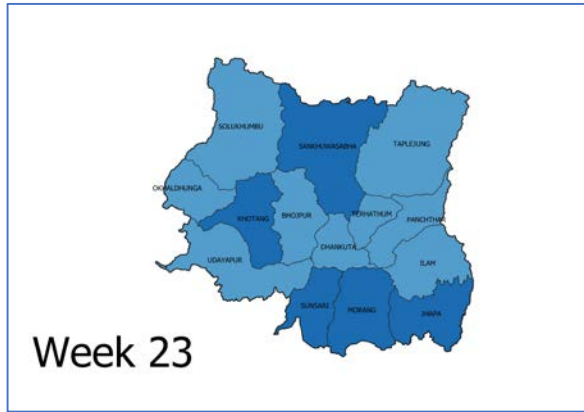 SOLUKHUMBU
SANKHUWASABHA
TAPLEJUNG
OKHALDHUNGA
KHOTANG
BHOJPUR
TERHATHUM
PANCHTHAR
DHANKUTA
UDAYAPUR
ILAM
SUNSARI
MORANG
JHAPA
Week 23